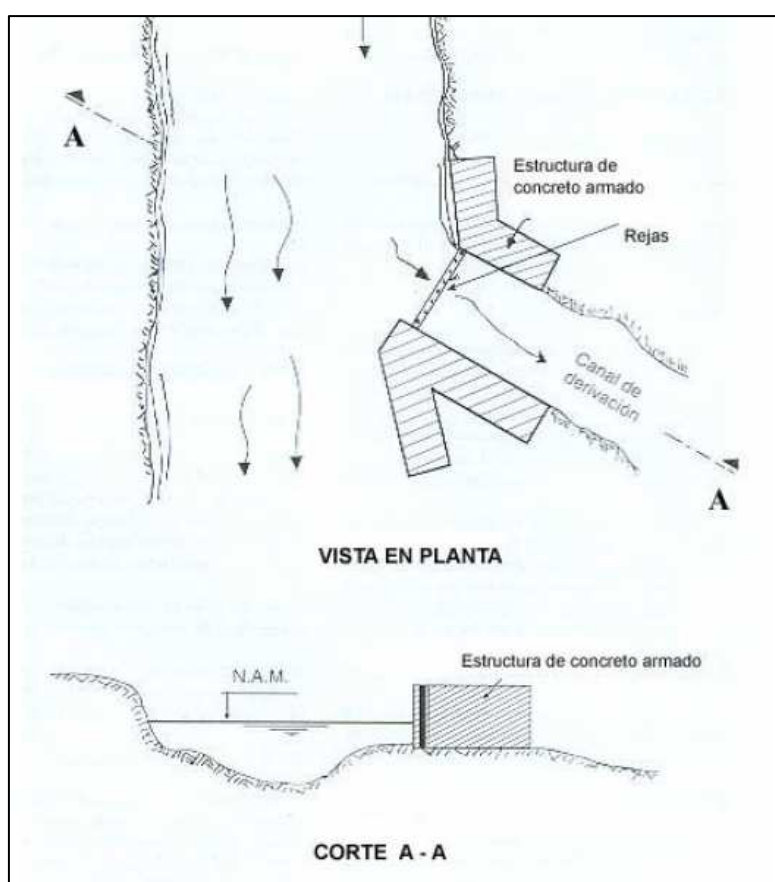 A
Estructura de
concreto armado
Rejas
Canal de
derivación
A
VISTA EN PLANTA
N.A.M.
Estructura de concreto armado
CORTE A - A